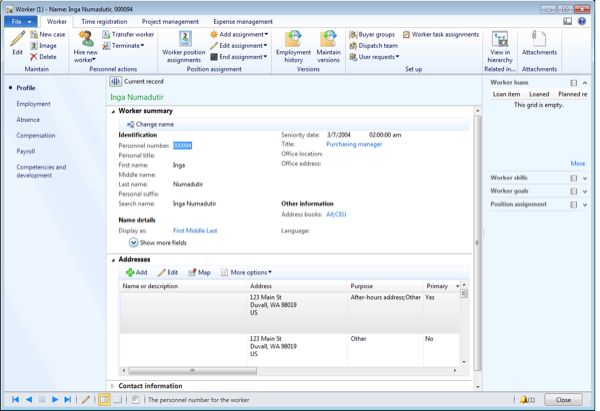 Worker (1) - Name: Inga Numadutir, 000094
File Worker Time registration Project management Expense management
Edit New case Image Delete Maintain
Hire new worker Transfer worker Terminate Personnel actions
Worker position assignments Add assignment Edit assignment End assignment Position assignment
Employment history Maintain versions Versions
Buyer groups Dispatch team User requests Worker task assignments Set up
View in hierarchy Related in...
Attachments Attachments
Profile
Employment
Absence
Compensation
Payroll
Competencies and development
Current record
Inga Numadutir
Worker summary
Change name
Identification
Personnel number: 000094
Personal title:
First name: Inga
Middle name:
Last name: Numadutir
Personal suffix:
Search name: Inga Numadutir
Name details
Display as: First Middle Last
Show more fields
Seniority date: 3/7/2004 02:00:00 am
Title: Purchasing manager
Office location:
Office address:
Other information
Address books: All;CEU
Language:
Addresses
Add Edit Map More options
Name or description Address Purpose Primary
123 Main St After-hours address;Other Yes
Duvall, WA 98019
US
123 Main St Other No
Duvall, WA 98019
US
Contact information
Worker loans
Loan item Loaned Planned re
This grid is empty.
More
Worker skills
Worker goals
Position assignment
The personnel number for the worker
(1) Close